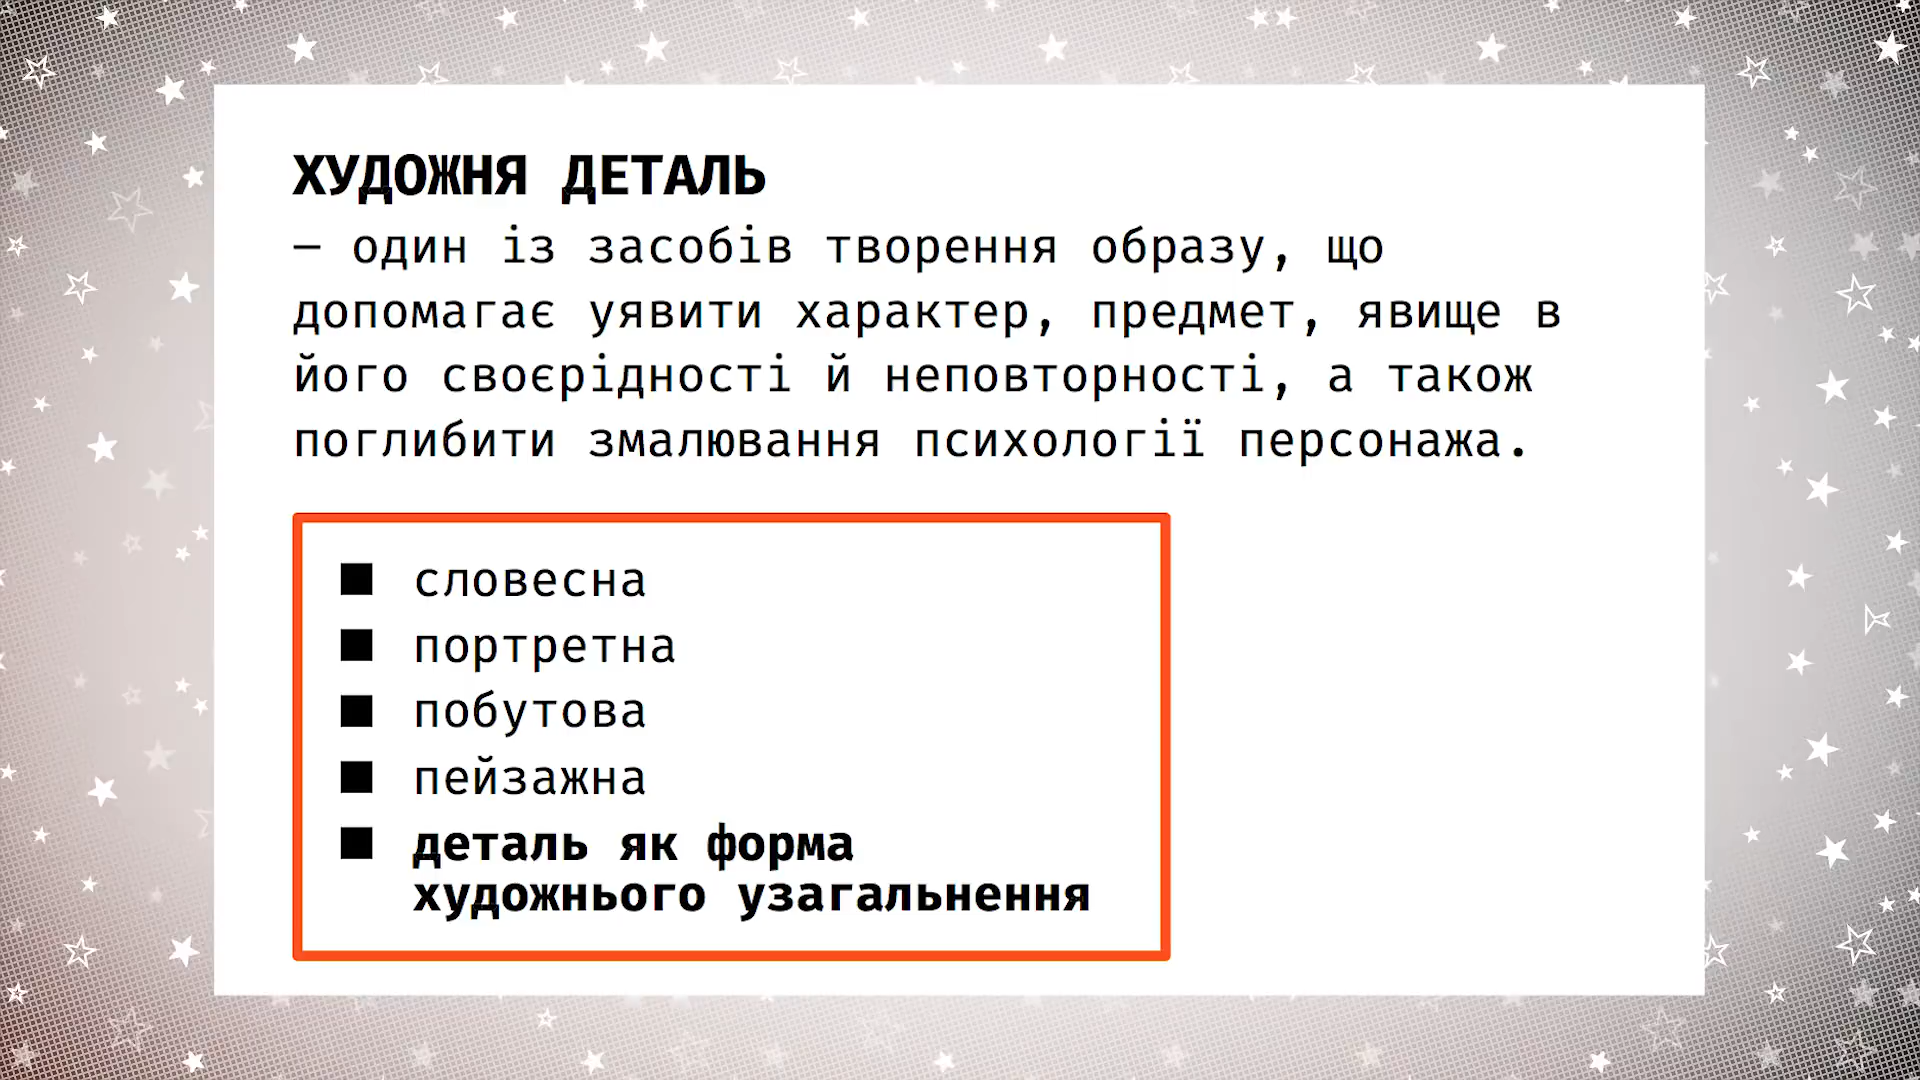 ХУДОЖНЯ ДЕТАЛЬ
— один із засобів творення образу, що
допомагає уявити характер, предмет, явище в
його своєрідності й неповторності, а також
поглибити змалювання психології персонажа.
■ словесна
■ портретна
■ побутова
■ пейзажна
■ деталь як форма
художнього узагальнення